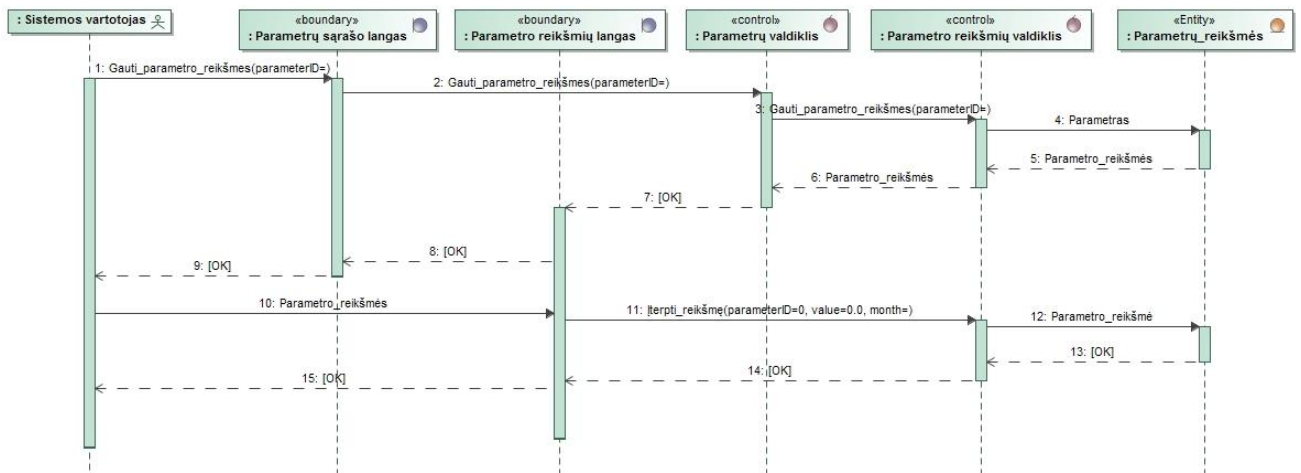 : Sistemos vartotojas
«boundary»
: Parametrų sąrašo langas
«boundary»
: Parametro reikšmių langas
«control»
: Parametrų valdiklis
«control»
: Parametro reikšmių valdiklis
«Entity»
: Parametrų_reikšmės
1: Gauti_parametro_reikšmes(parameterID=)
2: Gauti_parametro_reikšmes(parameterID=)
3: Gauti_parametro_reikšmes(parameterID=)
4: Parametras
5: Parametro_reikšmės
6: Parametro_reikšmės
7: [OK]
8: [OK]
9: [OK]
10: Parametro_reikšmės
11: Įterpti_reikšmę(parameterID=0, value=0.0, month=)
12: Parametro_reikšmė
13: [OK]
14: [OK]
15: [OK]